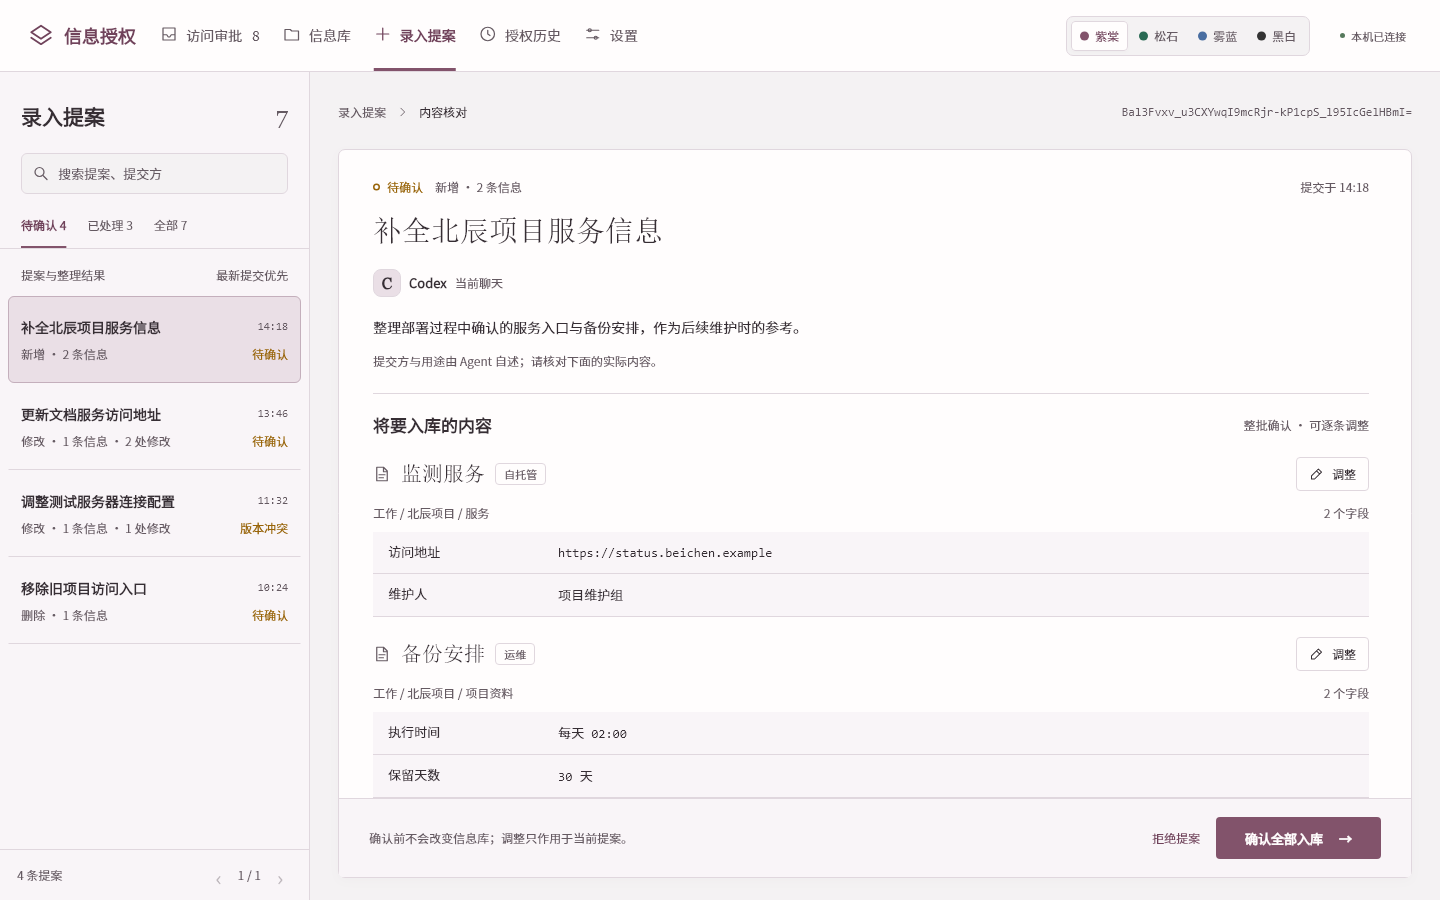 信息授权
访问审批 8
信息库
录入提案
授权历史
设置
紫棠
松石
雾蓝
黑白
本机已连接
录入提案 7
搜索提案、提交方
待确认 4
已处理 3
全部 7
提案与整理结果 最新提交优先
补全北辰项目服务信息 14:18
新增 · 2 条信息 待确认
更新文档服务访问地址 13:46
修改 · 1 条信息 · 2 处修改 待确认
调整测试服务器连接配置 11:32
修改 · 1 条信息 · 1 处修改 版本冲突
移除旧项目访问入口 10:24
删除 · 1 条信息 待确认
4 条提案 ‹ 1 / 1 ›
录入提案 > 内容核对
Bal3Fvxv_u3CXYwqI9mcRjr-kP1cpS_l95IcGelHBmI=
待确认 新增 · 2 条信息 提交于 14:18
补全北辰项目服务信息
C Codex 当前聊天
整理部署过程中确认的服务入口与备份安排，作为后续维护时的参考。
提交方与用途由 Agent 自述；请核对下面的实际内容。
将要入库的内容 整批确认 · 可逐条调整
监测服务 自托管 调整
工作 / 北辰项目 / 服务 2 个字段
访问地址 https://status.beichen.example
维护人 项目维护组
备份安排 运维 调整
工作 / 北辰项目 / 项目资料 2 个字段
执行时间 每天 02:00
保留天数 30 天
确认前不会改变信息库；调整只作用于当前提案。 拒绝提案 确认全部入库 →